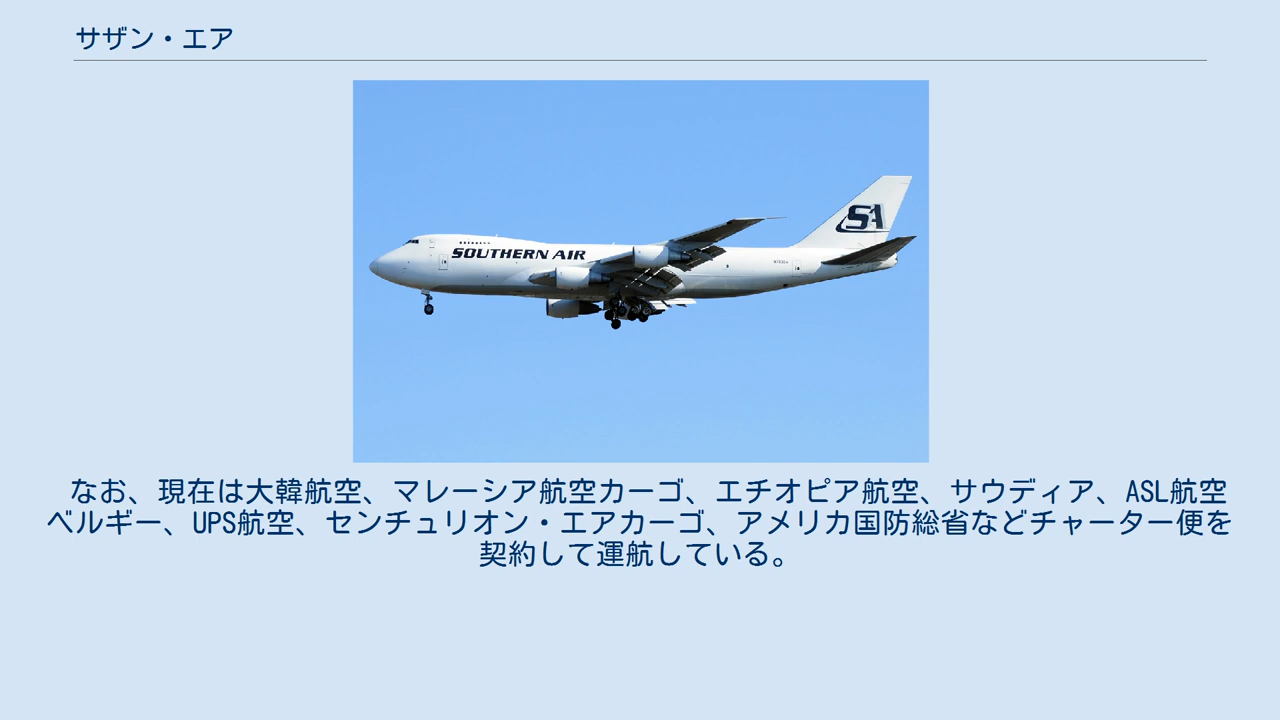 サザン・エア
SOUTHERN AIR
SA
なお、現在は大韓航空、マレーシア航空カーゴ、エチオピア航空、サウディア、ASL航空
ベルギー、UPS航空、センチュリオン・エアカーゴ、アメリカ国防総省などチャーター便を
契約して運航している。